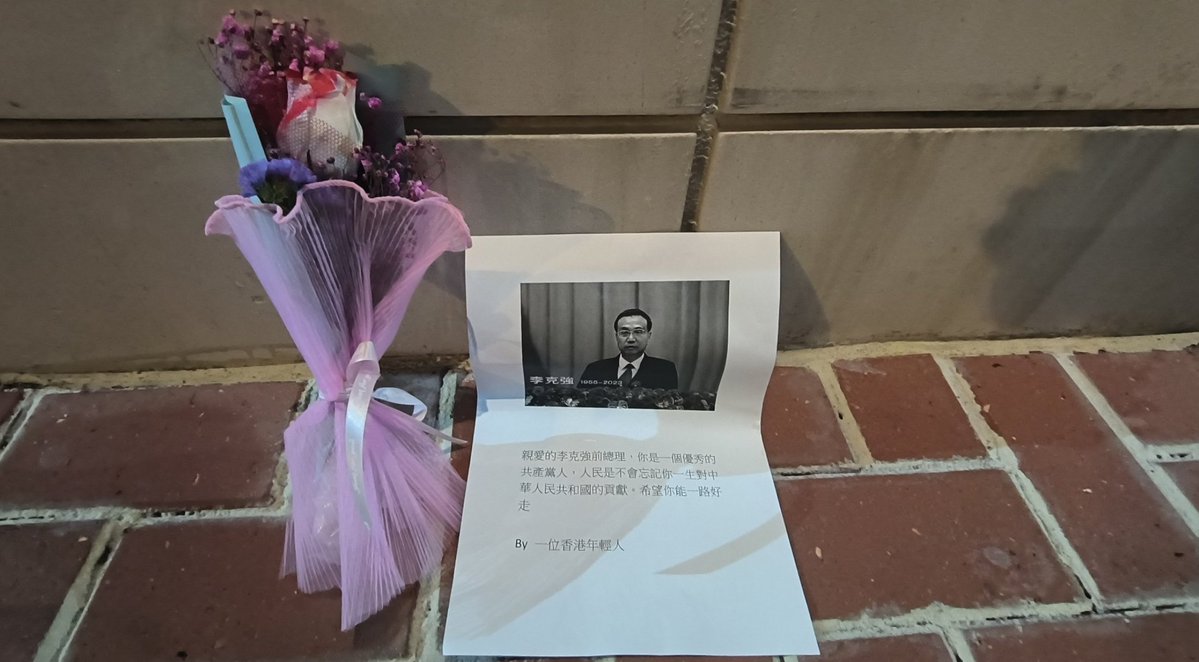 李克強 1955-2023
親愛的李克強前總理，你是一個優秀的
共產黨人，人民是不會忘記你一生對中
華人民共和國的貢獻。希望你能一路好
走
By 一位香港年輕人